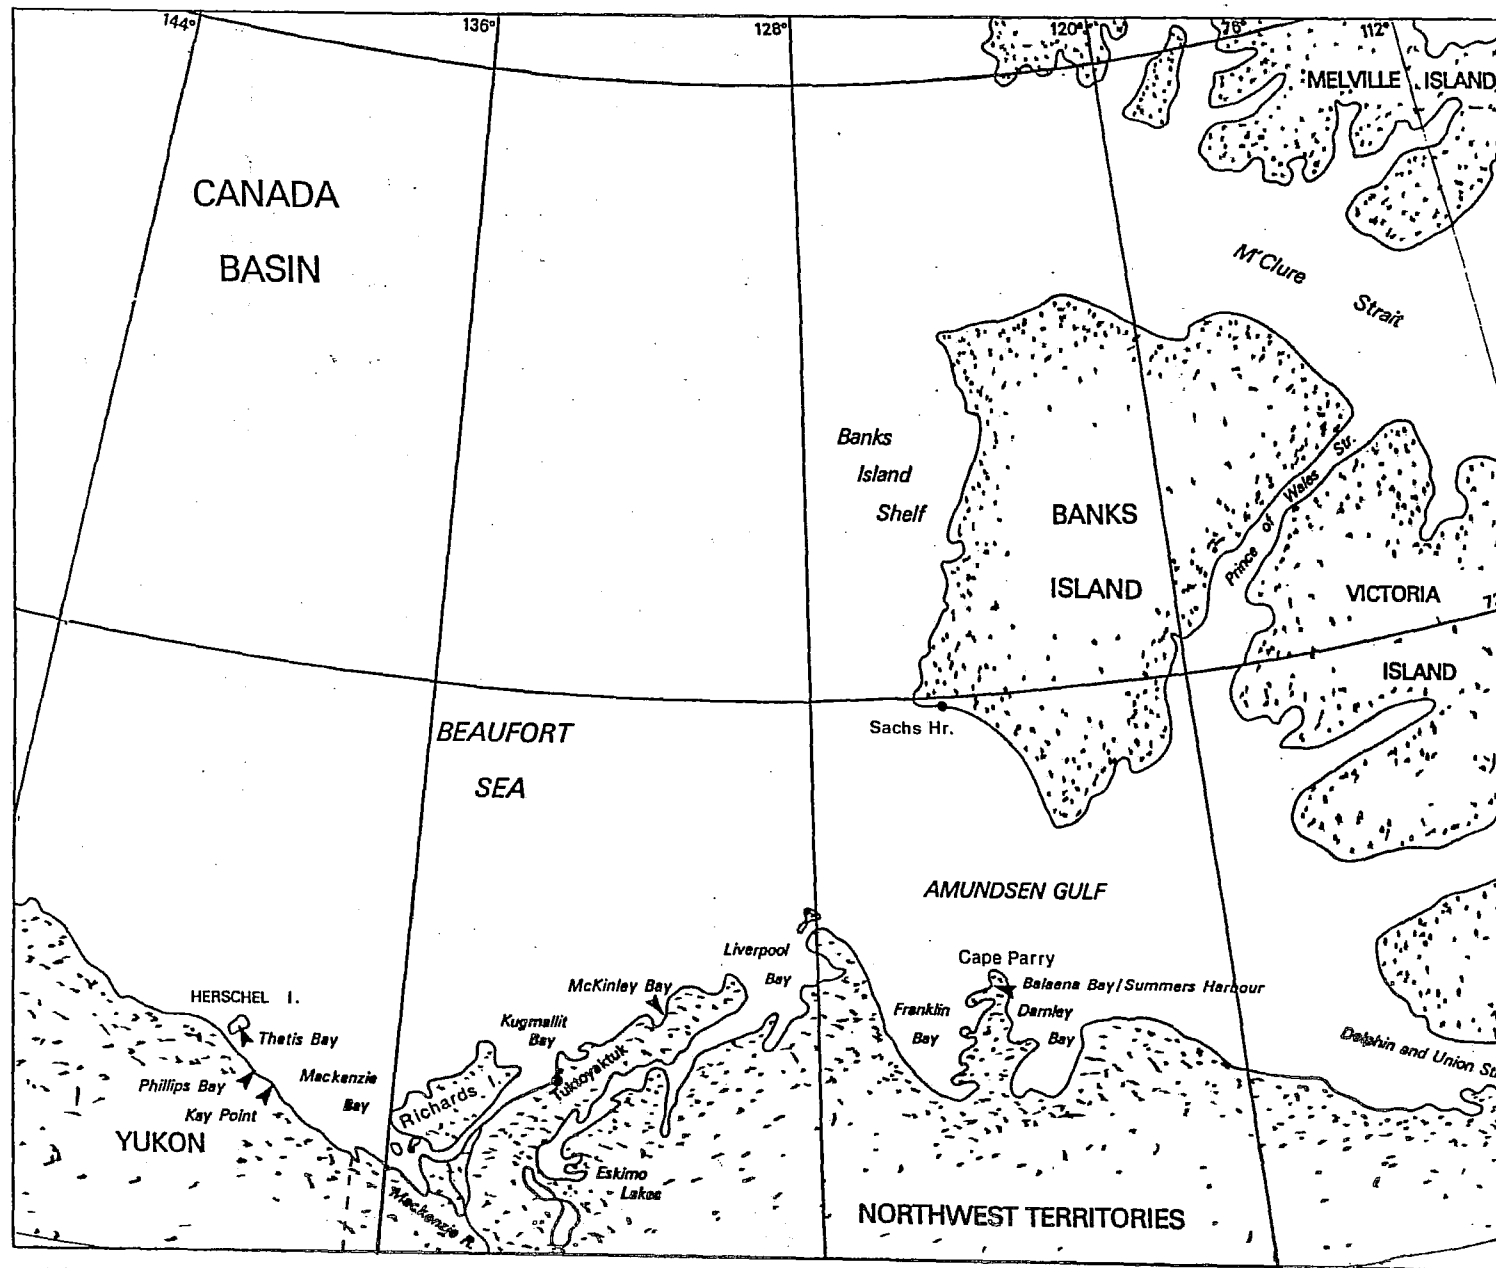 144° 136° 128° 120° 76° 112°
MELVILLE ISLAND
CANADA
BASIN
McClure
Strait
Banks
Island
Shelf
BANKS
ISLAND
Prince of Wales Str.
VICTORIA
ISLAND
BEAUFORT
SEA
Sachs Hr.
AMUNDSEN GULF
Liverpool
Bay
Cape Parry
McKinley Bay
Balaena Bay/Summers Harbour
HERSCHEL I.
Franklin
Bay
Darnley
Bay
Kugmallit
Bay
Thetis Bay
Tuktoyaktuk
Dolphin and Union
Mackenzie
Bay
Phillips Bay
Kay Point
Richards I.
YUKON
Eskimo
Lakes
Mackenzie R.
NORTHWEST TERRITORIES